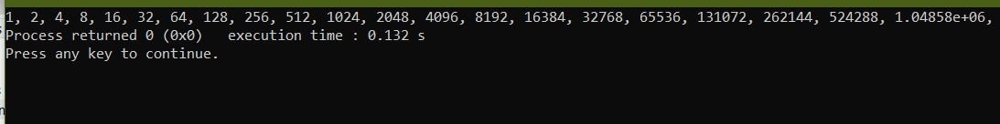 1, 2, 4, 8, 16, 32, 64, 128, 256, 512, 1024, 2048, 4096, 8192, 16384, 32768, 65536, 131072, 262144, 524288, 1.04858e+06,
Process returned 0 (0x0)   execution time : 0.132 s
Press any key to continue.